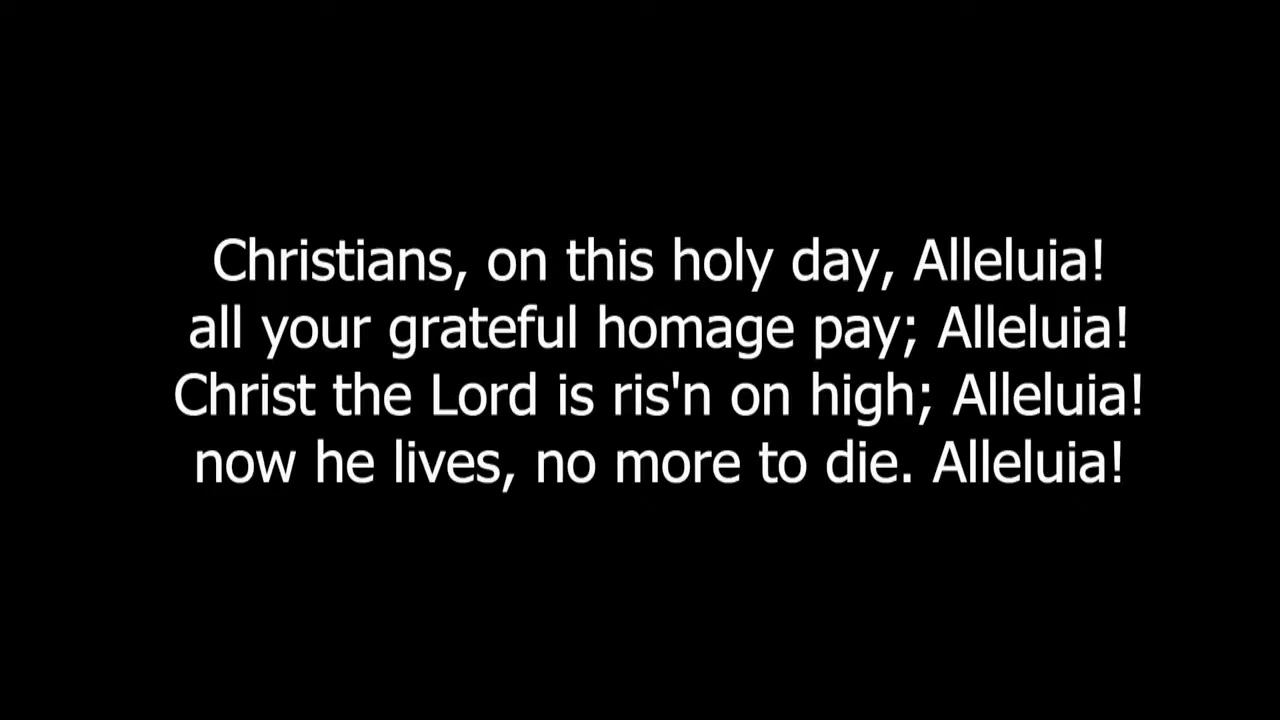 Christians, on this holy day, Alleluia!
all your grateful homage pay; Alleluia!
Christ the Lord is ris'n on high; Alleluia!
now he lives, no more to die. Alleluia!